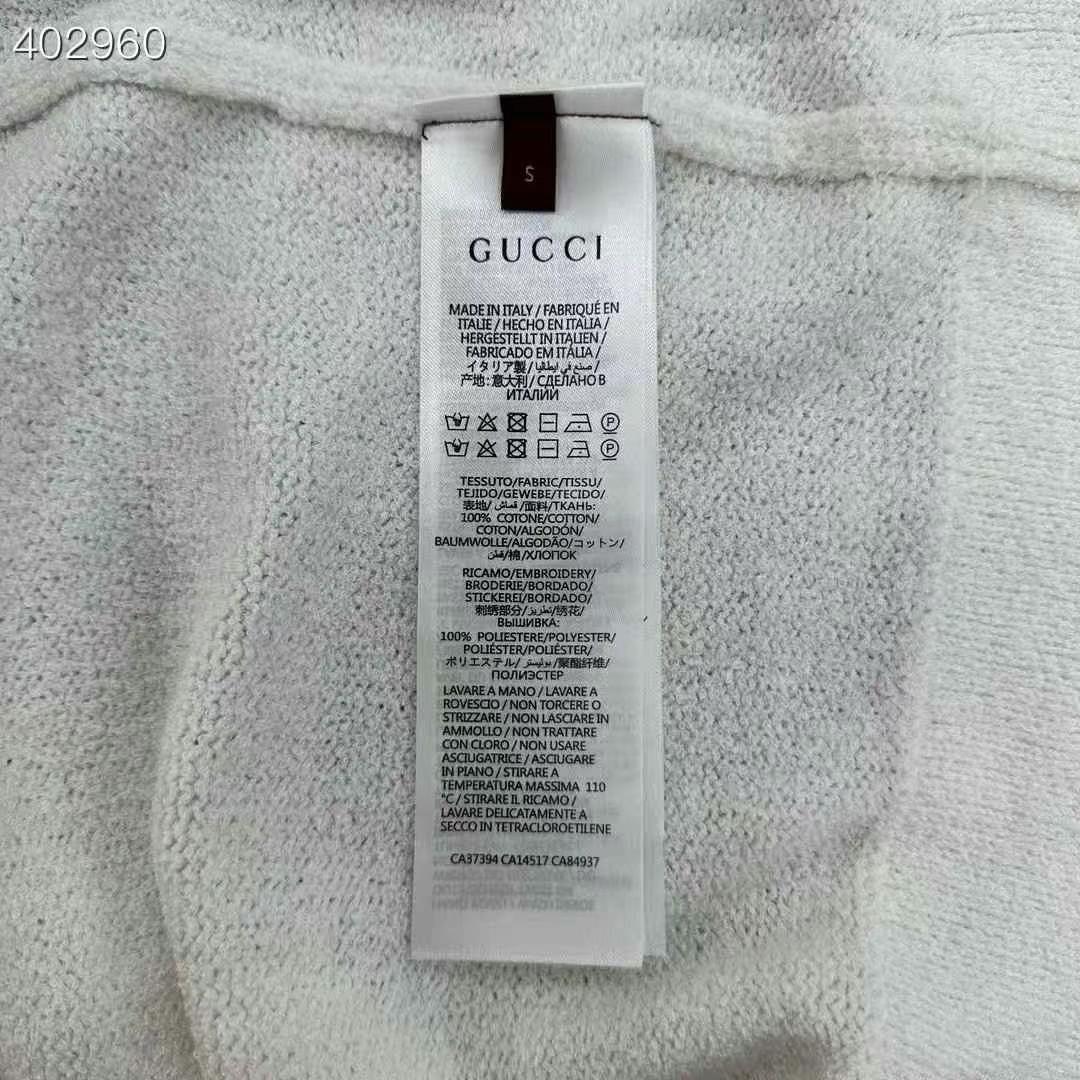 402960
S
GUCCI
MADE IN ITALY / FABRIQUÉ EN
ITALIE / HECHO EN ITALIA /
HERGESTELLT IN ITALIEN /
FABRICADO EM ITÁLIA /
イタリア製 / صنع في ايطاليا /
产地: 意大利 / СДЕЛАНО В
ИТАЛИИ
P
P
TESSUTO/FABRIC/TISSU/
TEJIDO/GEWEBE/TECIDO/
表地/ قماش /面料/ТКАНЬ:
100% COTONE/COTTON/
COTON/ALGODÓN/
BAUMWOLLE/ALGODÃO/コットン/
قطن/棉/ХЛОПОК
RICAMO/EMBROIDERY/
BRODERIE/BORDADO/
STICKEREI/BORDADO/
刺绣部分/تطريز/绣花/
ВЫШИВКА:
100% POLIESTERE/POLYESTER/
POLIÉSTER/POLIÉSTER/
ポリエステル/ بوليستر /聚酯纤维/
ПОЛИЭСТЕР
LAVARE A MANO / LAVARE A
ROVESCIO / NON TORCERE O
STRIZZARE / NON LASCIARE IN
AMMOLLO / NON TRATTARE
CON CLORO / NON USARE
ASCIUGATRICE / ASCIUGARE
IN PIANO / STIRARE A
TEMPERATURA MASSIMA 110
°C / STIRARE IL RICAMO /
LAVARE DELICATAMENTE A
SECCO IN TETRACLOROETILENE
CA37394 CA14517 CA84937